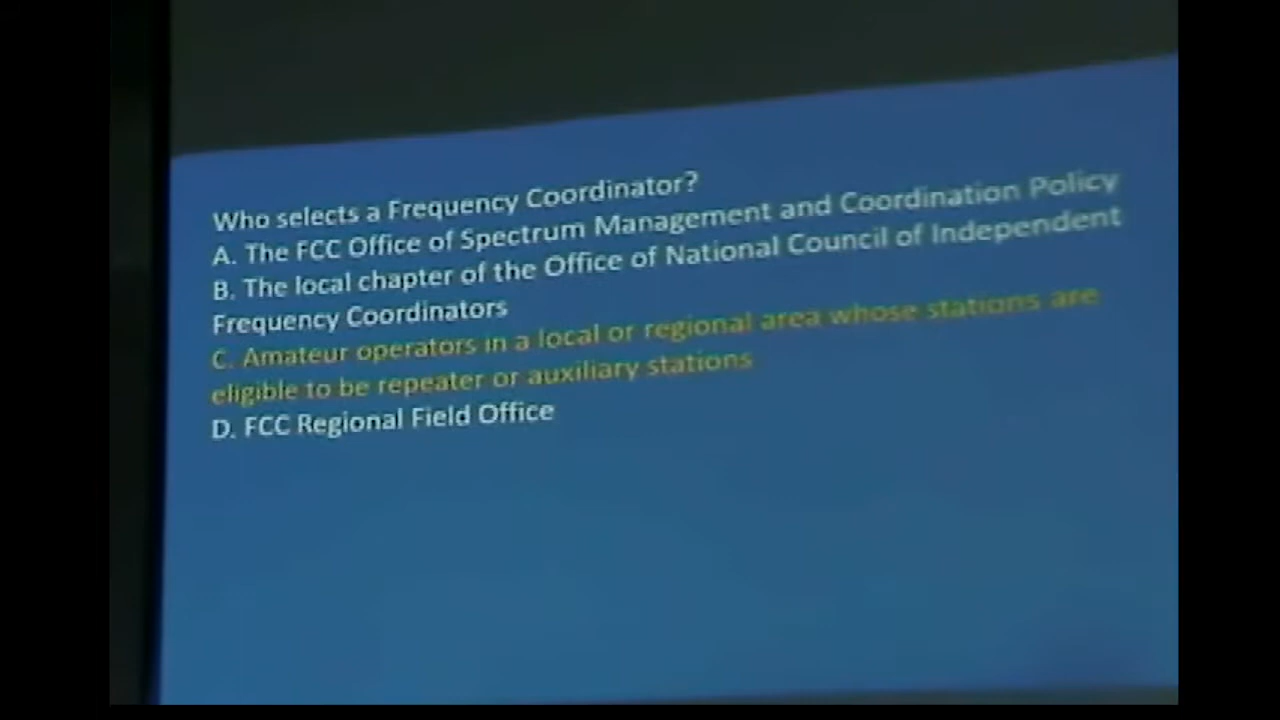 Who selects a Frequency Coordinator?
A. The FCC Office of Spectrum Management and Coordination Policy
B. The local chapter of the Office of National Council of Independent
Frequency Coordinators
C. Amateur operators in a local or regional area whose stations are
eligible to be repeater or auxiliary stations
D. FCC Regional Field Office